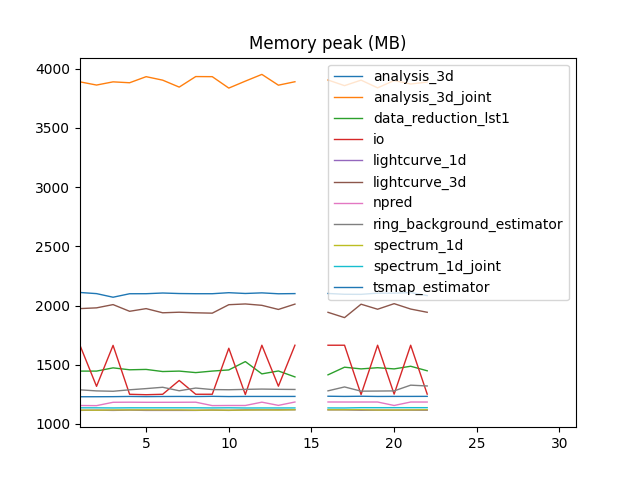 Memory peak (MB)
4000
3500
3000
2500
2000
1500
1000
5
10
15
20
25
30
analysis_3d
analysis_3d_joint
data_reduction_lst1
io
lightcurve_1d
lightcurve_3d
npred
ring_background_estimator
spectrum_1d
spectrum_1d_joint
tsmap_estimator